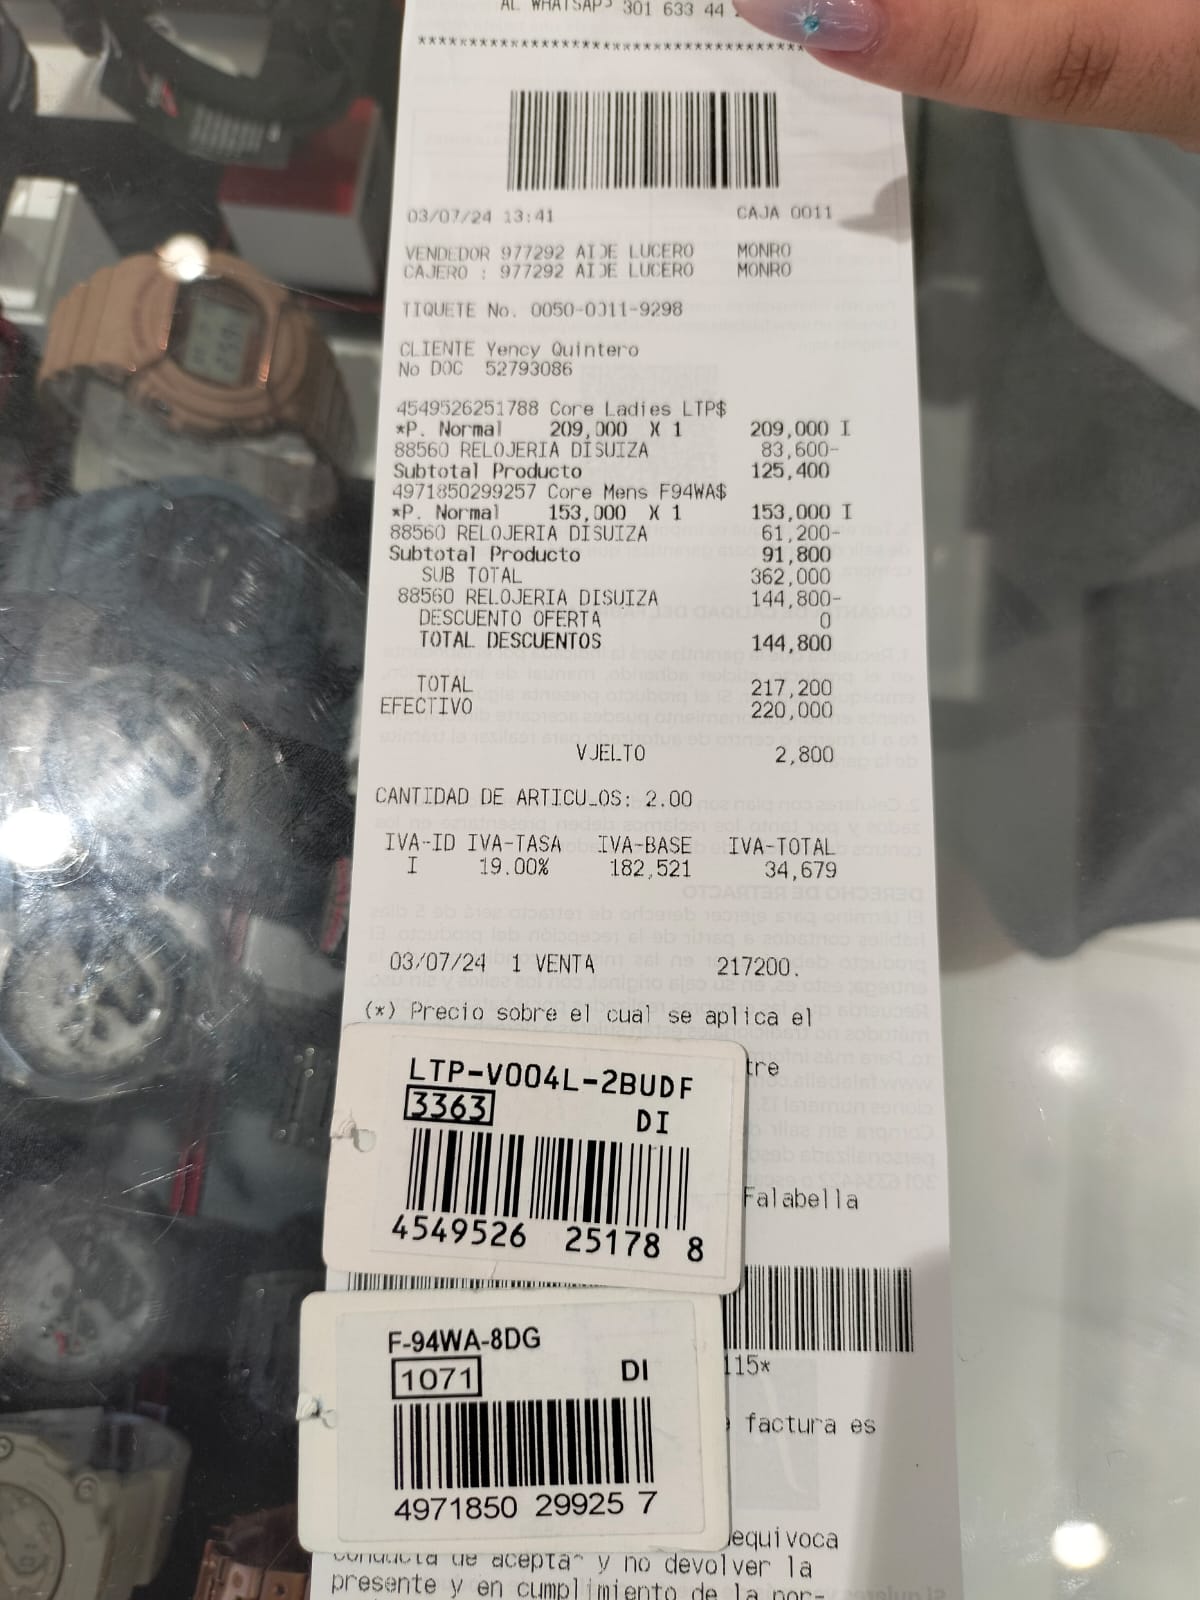 AL WHATSAP 301 633 44
****************************************
03/07/24 13:41 CAJA 0011
VENDEDOR 977292 AIDE LUCERO MONRO
CAJERO : 977292 AIDE LUCERO MONRO
TIQUETE No. 0050-0011-9298
CLIENTE Yency Quintero
No DOC 52793086
4549526251788 Core Ladies LTP$
*P. Normal 209,000 X 1 209,000 I
88560 RELOJERIA DISUIZA 83,600-
Subtotal Producto 125,400
4971850299257 Core Mens F94WA$
*P. Normal 153,000 X 1 153,000 I
88560 RELOJERIA DISUIZA 61,200-
Subtotal Producto 91,800
SUB TOTAL 362,000
88560 RELOJERIA DISUIZA 144,800-
DESCUENTO OFERTA 0
TOTAL DESCUENTOS 144,800
TOTAL 217,200
EFECTIVO 220,000
VUELTO 2,800
CANTIDAD DE ARTICULOS: 2.00
IVA-ID IVA-TASA IVA-BASE IVA-TOTAL
I 19.00% 182,521 34,679
03/07/24 1 VENTA 217200.
(*) Precio sobre el cual se aplica el
tre
LTP-V004L-2BUDF
3363 DI
4549526 25178 8
Falabella
F-94WA-8DG
1071 DI
4971850 29925 7
115*
factura es
equivoca
conducta de aceptar y no devolver la
presente y en cumplimiento de la por-